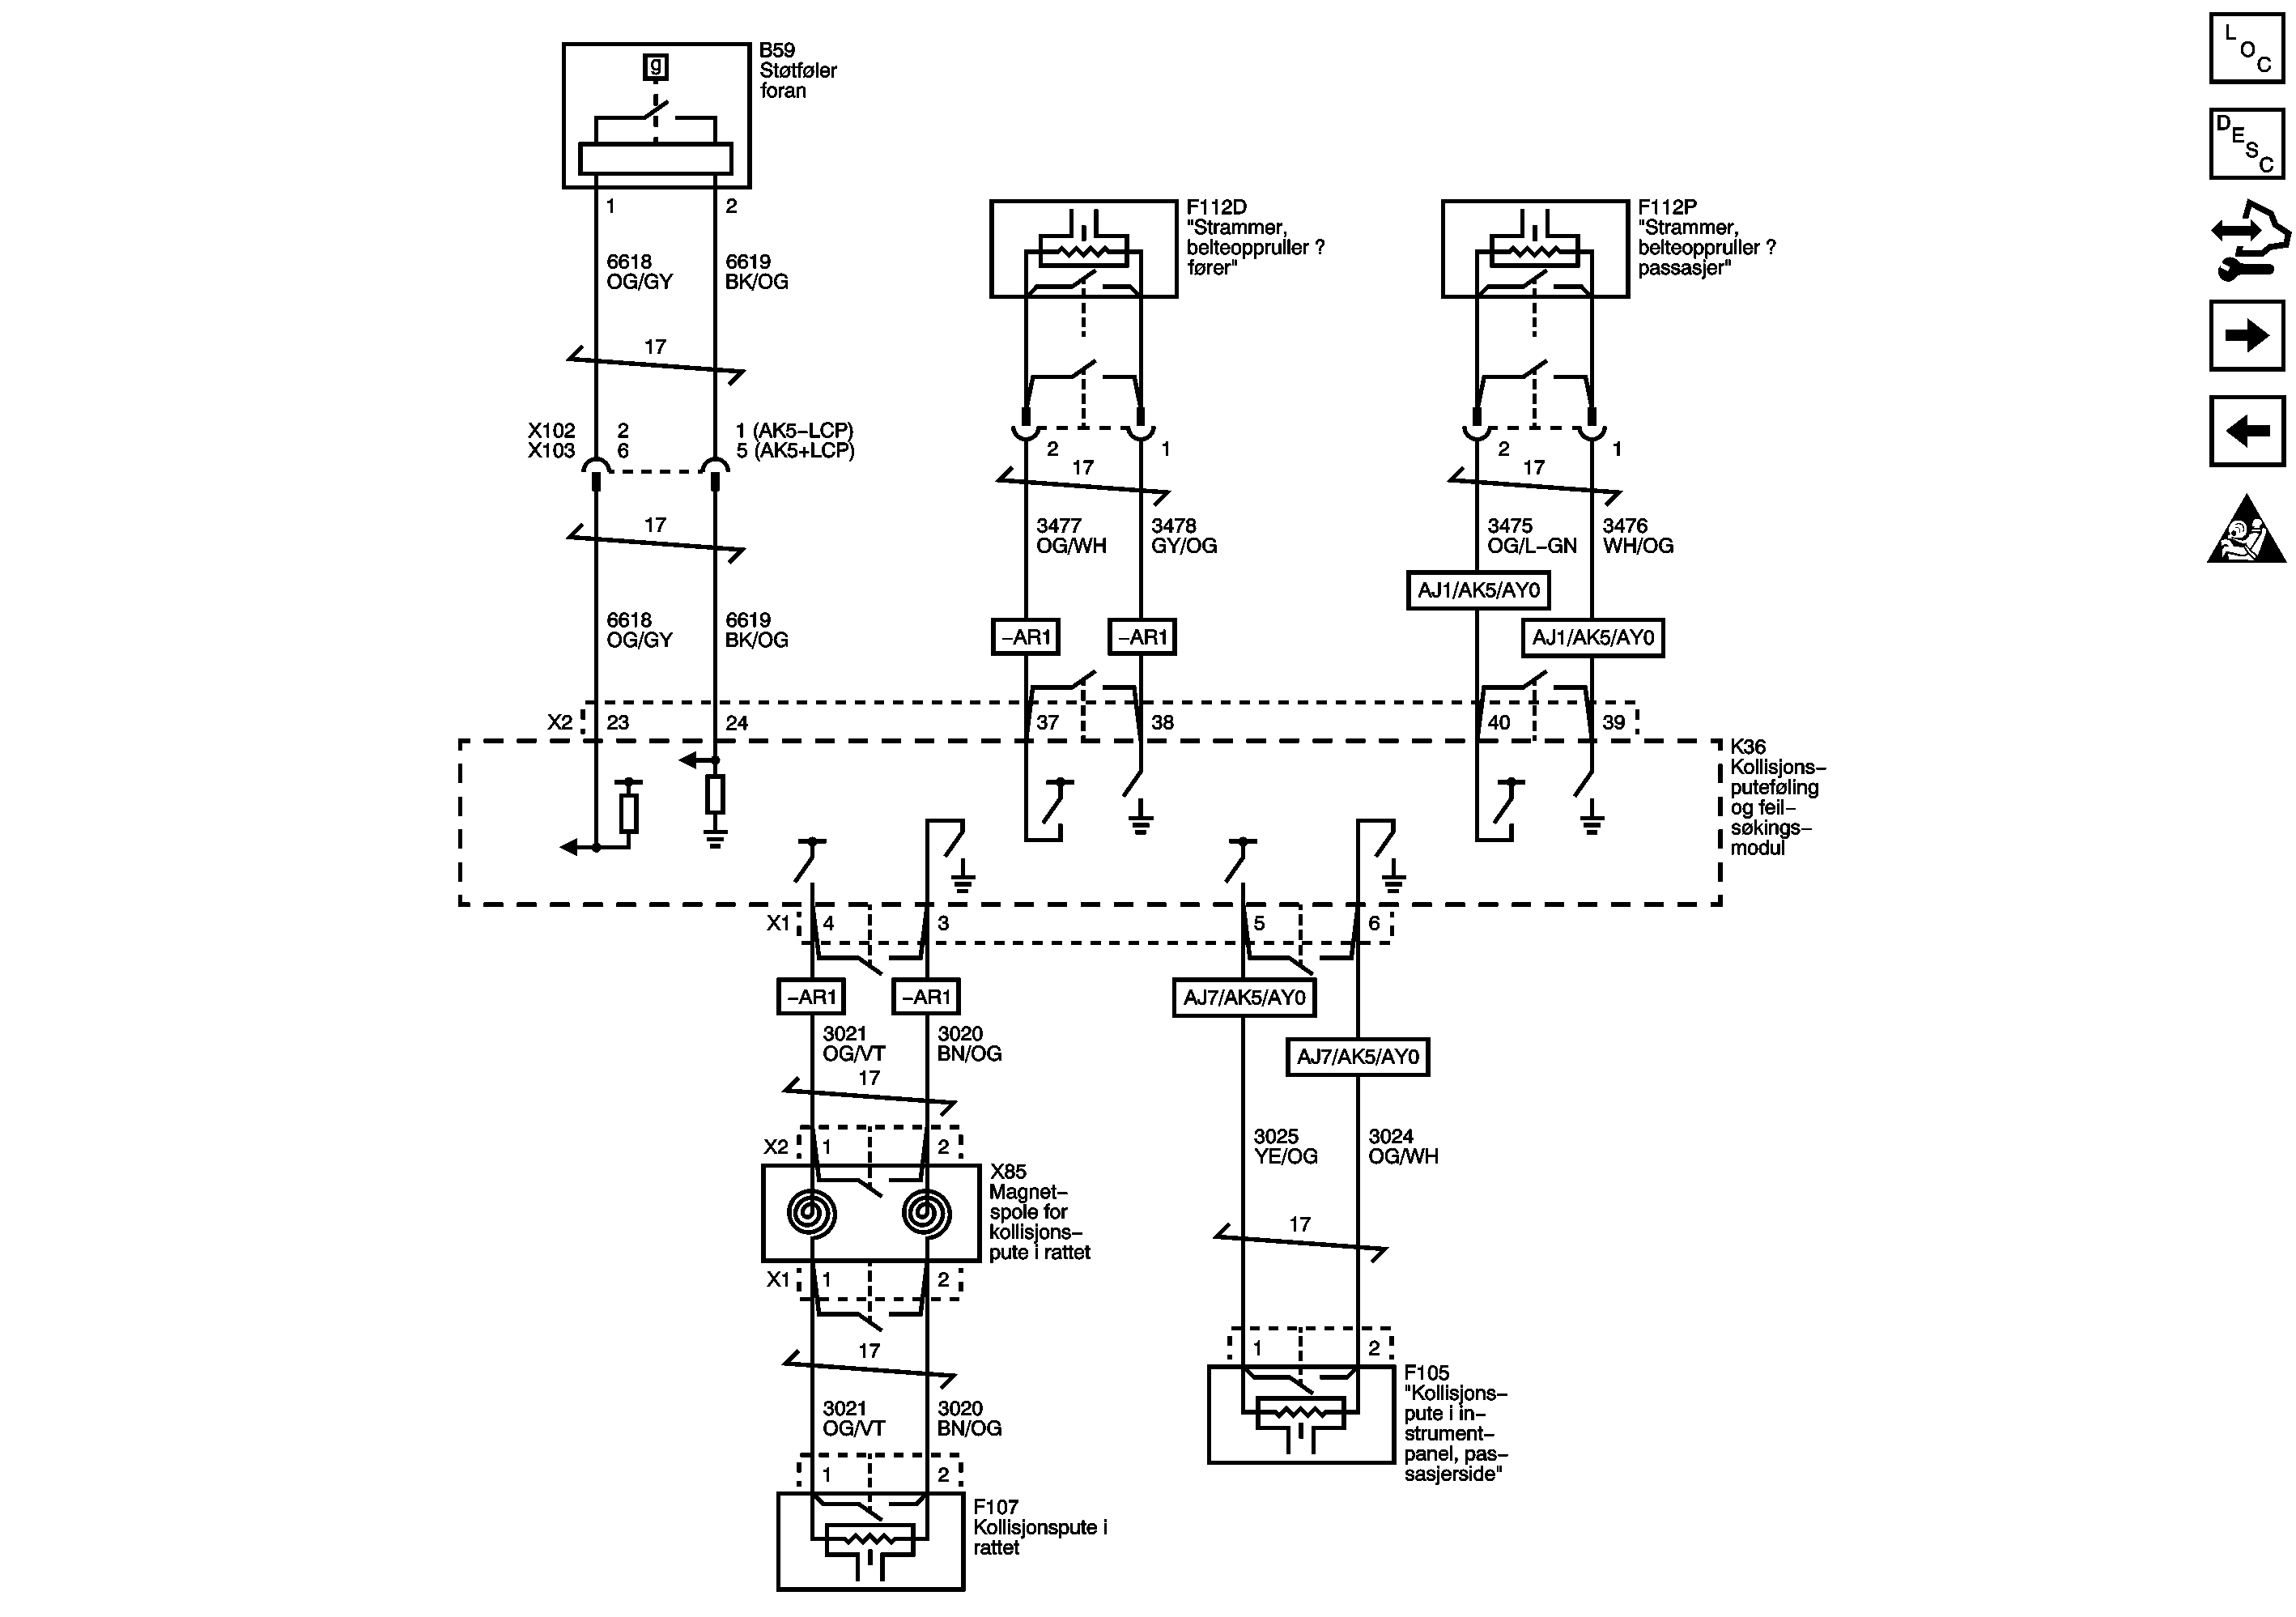 B59
Støtføler
foran
g
1
2
6618
OG/GY
6619
BK/OG
17
X102 2 1 (AK5–LCP)
X103 6 5 (AK5+LCP)
17
6618
OG/GY
6619
BK/OG
F112D
"Strammer,
belteoppruller ?
fører"
2
1
17
3477
OG/WH
3478
GY/OG
–AR1
–AR1
F112P
"Strammer,
belteoppruller ?
passasjer"
2
1
17
3475
OG/L–GN
3476
WH/OG
AJ1/AK5/AY0
AJ1/AK5/AY0
X2 23 24 37 38 40 39
K36
Kollisjons–
puteføling
og feil–
søkings–
modul
X1 4 3 5 6
–AR1
–AR1
3021
OG/VT
3020
BN/OG
17
X2 1 2
X85
Magnet–
spole for
kollisjons–
pute i rattet
X1 1 2
17
3021
OG/VT
3020
BN/OG
1 2
F107
Kollisjonspute i
rattet
AJ7/AK5/AY0
AJ7/AK5/AY0
3025
YE/OG
3024
OG/WH
17
1 2
F105
"Kollisjons–
pute i in–
strument–
panel, pas–
sasjerside"
LOC
DESC